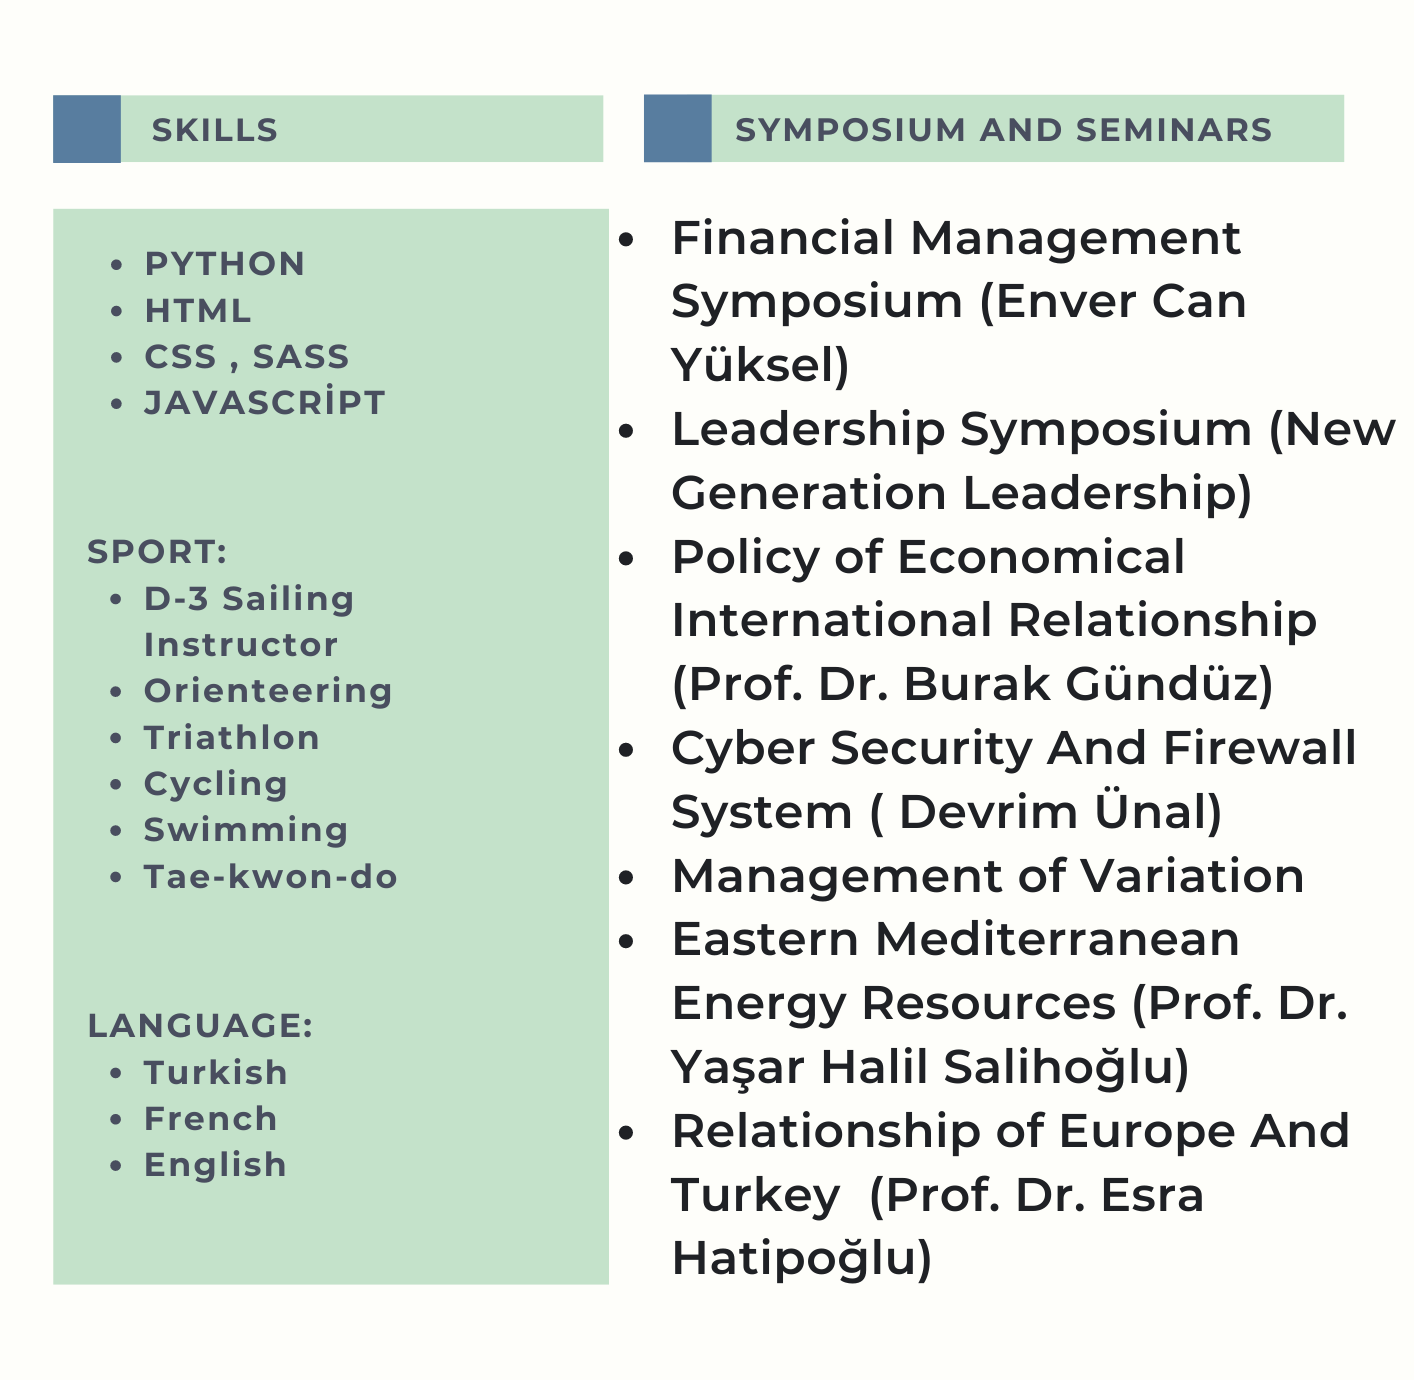 SKILLS
PYTHON
HTML
CSS , SASS
JAVASCRİPT
SPORT:
D-3 Sailing
Instructor
Orienteering
Triathlon
Cycling
Swimming
Tae-kwon-do
LANGUAGE:
Turkish
French
English
SYMPOSIUM AND SEMINARS
Financial Management
Symposium (Enver Can
Yüksel)
Leadership Symposium (New
Generation Leadership)
Policy of Economical
International Relationship
(Prof. Dr. Burak Gündüz)
Cyber Security And Firewall
System ( Devrim Ünal)
Management of Variation
Eastern Mediterranean
Energy Resources (Prof. Dr.
Yaşar Halil Salihoğlu)
Relationship of Europe And
Turkey  (Prof. Dr. Esra
Hatipoğlu)